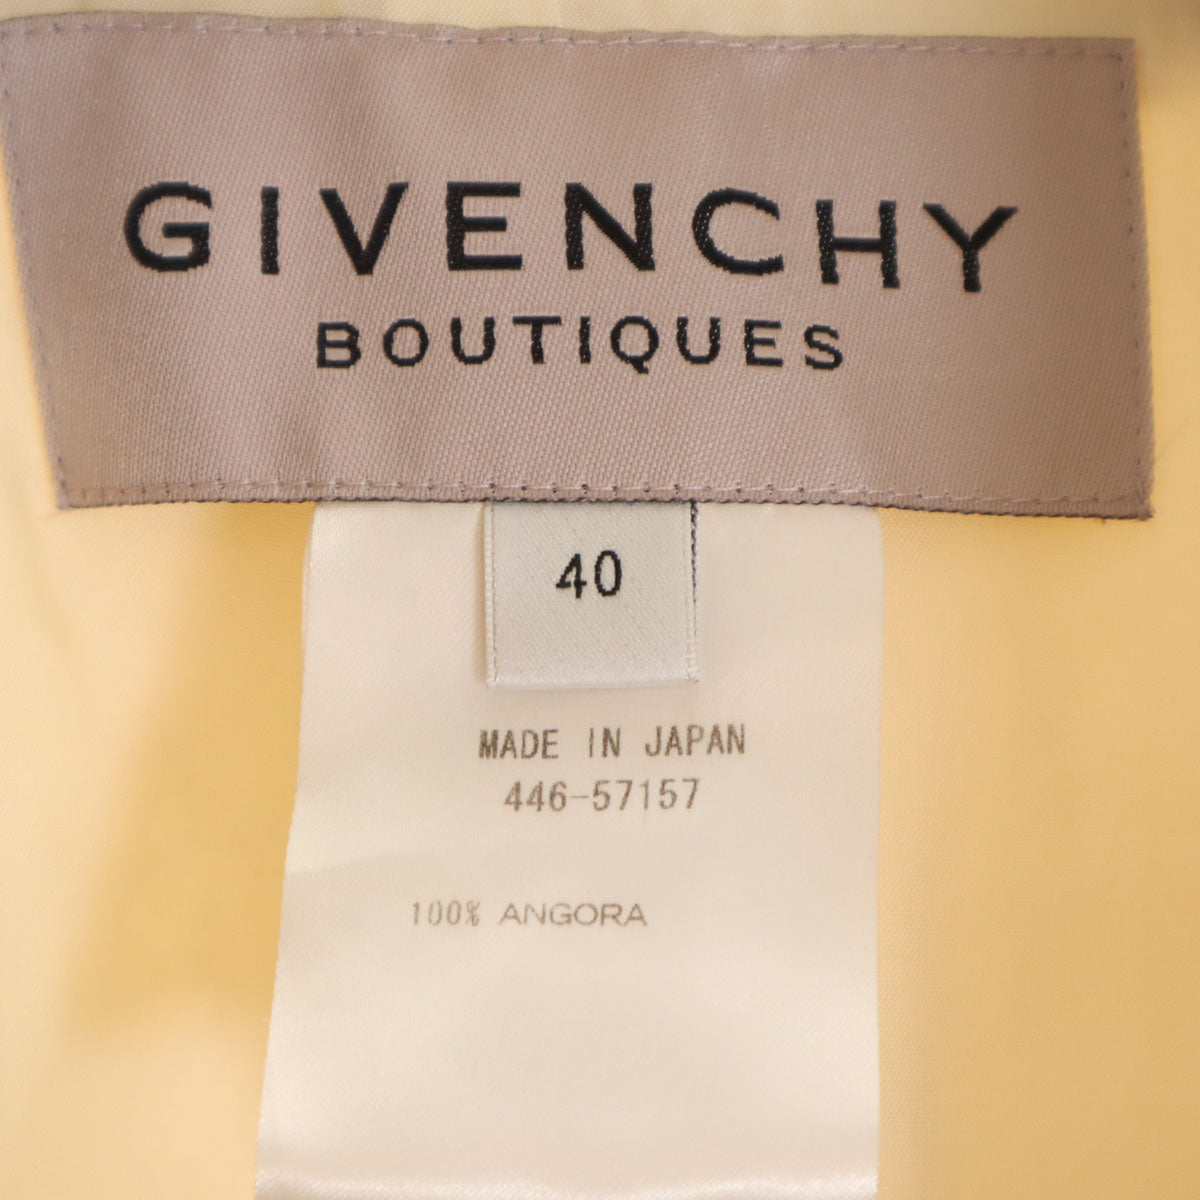 GIVENCHY
BOUTIQUES
40
MADE IN JAPAN
446-57157
100% ANGORA